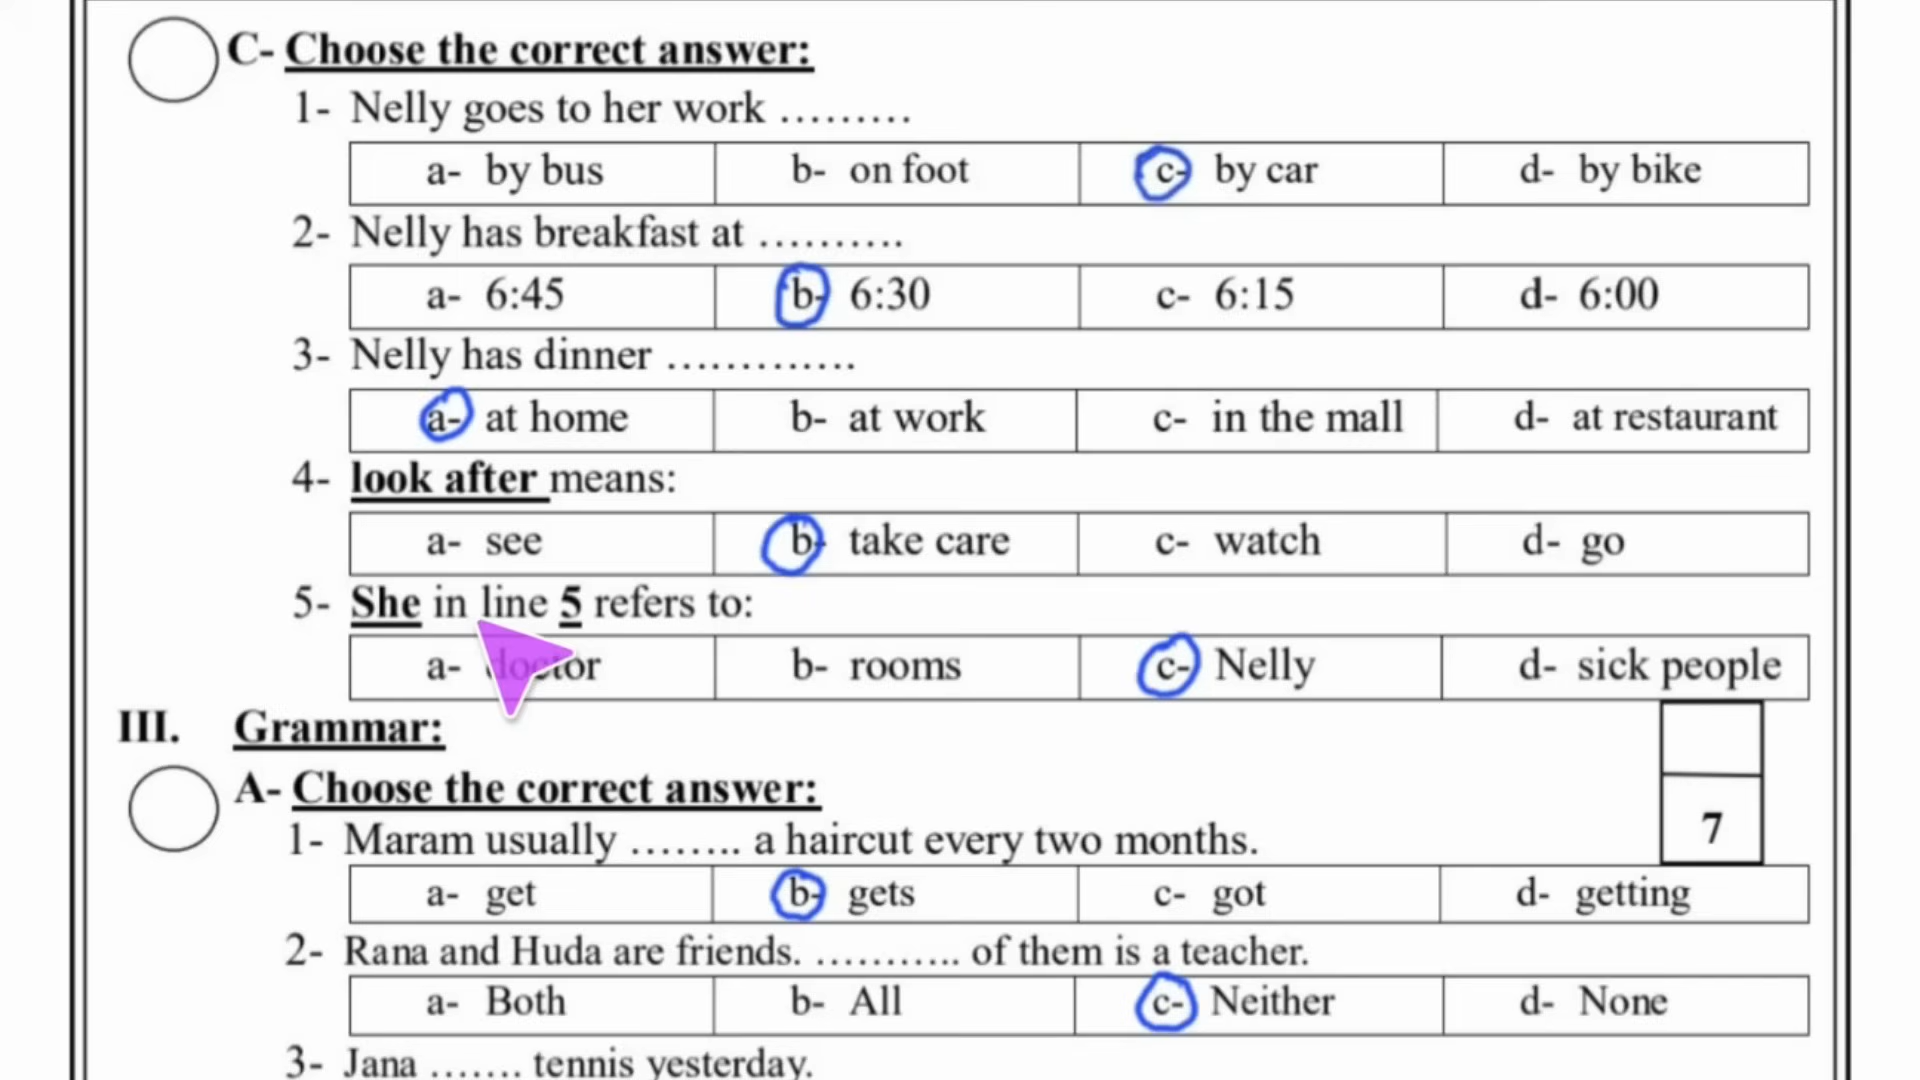 C- Choose the correct answer:
1- Nelly goes to her work .........
a- by bus b- on foot c- by car d- by bike
2- Nelly has breakfast at ..........
a- 6:45 b- 6:30 c- 6:15 d- 6:00
3- Nelly has dinner .............
a- at home b- at work c- in the mall d- at restaurant
4- look after means:
a- see b- take care c- watch d- go
5- She in line 5 refers to:
a- doctor b- rooms c- Nelly d- sick people
III. Grammar:
A- Choose the correct answer:
7
1- Maram usually ........ a haircut every two months.
a- get b- gets c- got d- getting
2- Rana and Huda are friends. ........... of them is a teacher.
a- Both b- All c- Neither d- None
3- Jana ....... tennis yesterday.